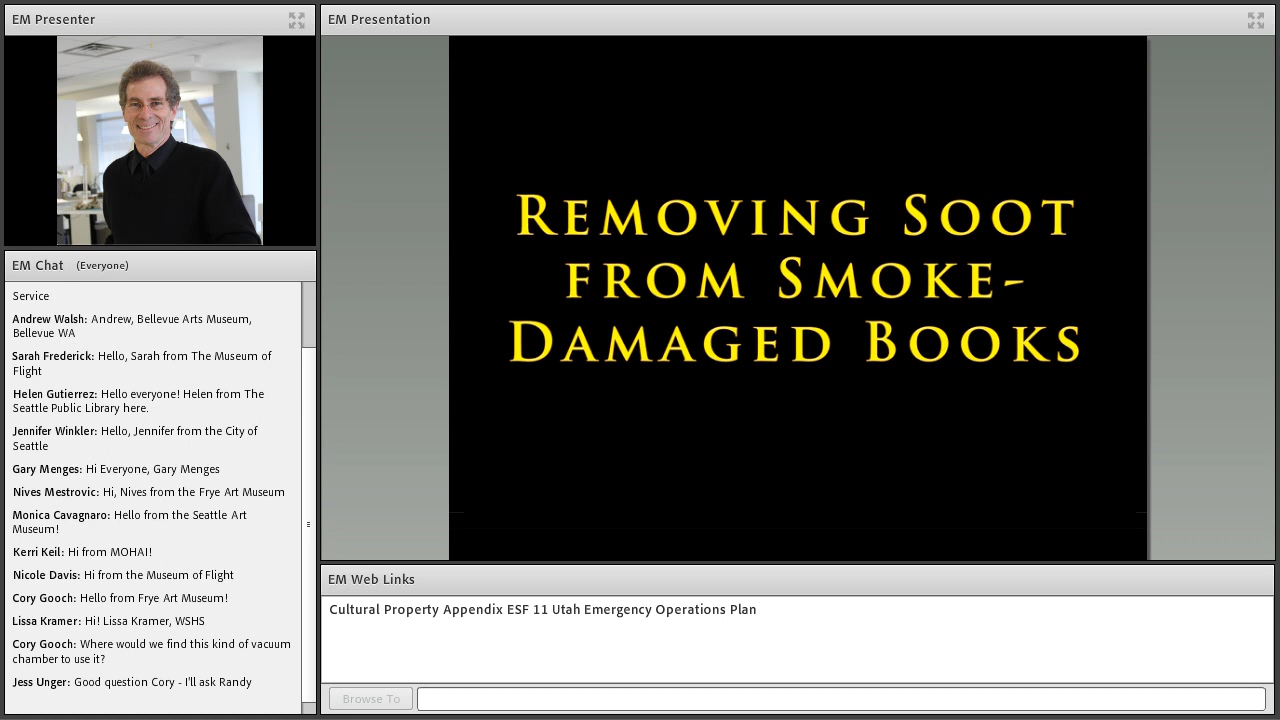 EM Presenter
EM Presentation
REMOVING SOOT
FROM SMOKE-
DAMAGED BOOKS
EM Chat (Everyone)
Service
Andrew Walsh: Andrew, Bellevue Arts Museum,
Bellevue WA
Sarah Frederick: Hello, Sarah from The Museum of
Flight
Helen Gutierrez: Hello everyone! Helen from The
Seattle Public Library here.
Jennifer Winkler: Hello, Jennifer from the City of
Seattle
Gary Menges: Hi Everyone, Gary Menges
Nives Mestrovic: Hi, Nives from the Frye Art Museum
Monica Cavagnaro: Hello from the Seattle Art
Museum!
Kerri Keil: Hi from MOHAI!
Nicole Davis: Hi from the Museum of Flight
Cory Gooch: Hello from Frye Art Museum!
Lissa Kramer: Hi! Lissa Kramer, WSHS
Cory Gooch: Where would we find this kind of vacuum
chamber to use it?
Jess Unger: Good question Cory - I'll ask Randy
EM Web Links
Cultural Property Appendix ESF 11 Utah Emergency Operations Plan
Browse To